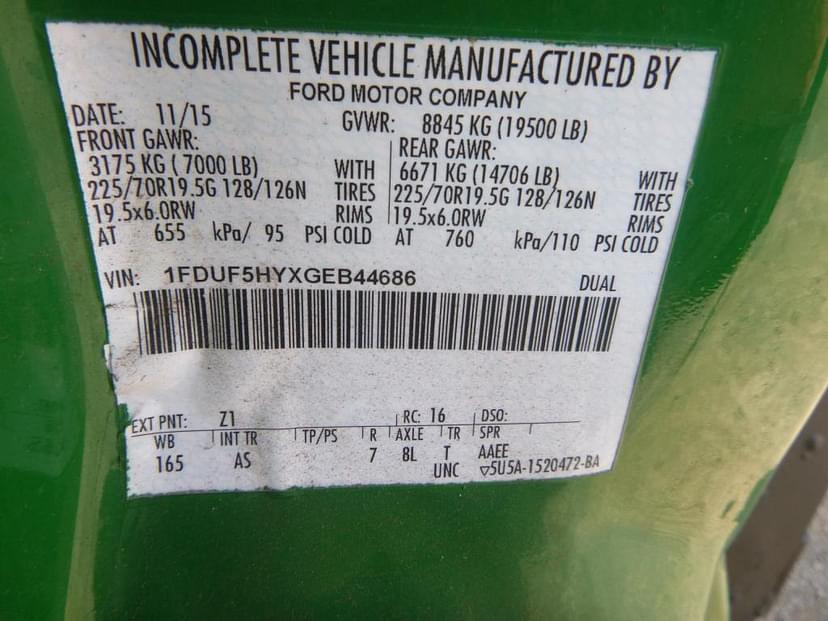 INCOMPLETE VEHICLE MANUFACTURED BY
FORD MOTOR COMPANY
DATE: 11/15 GVWR: 8845 KG (19500 LB)
FRONT GAWR: REAR GAWR:
3175 KG (7000 LB) WITH 6671 KG (14706 LB) WITH
225/70R19.5G 128/126N TIRES 225/70R19.5G 128/126N TIRES
19.5x6.0RW RIMS 19.5x6.0RW RIMS
AT 655 kPa/ 95 PSI COLD AT 760 kPa/110 PSI COLD
VIN: 1FDUF5HYXGEB44686 DUAL
EXT PNT: Z1 RC: 16 DSO:
WB INT TR TP/PS R AXLE TR SPR
165 AS 7 8L T AAEE
UNC ▽5U5A-1520472-BA